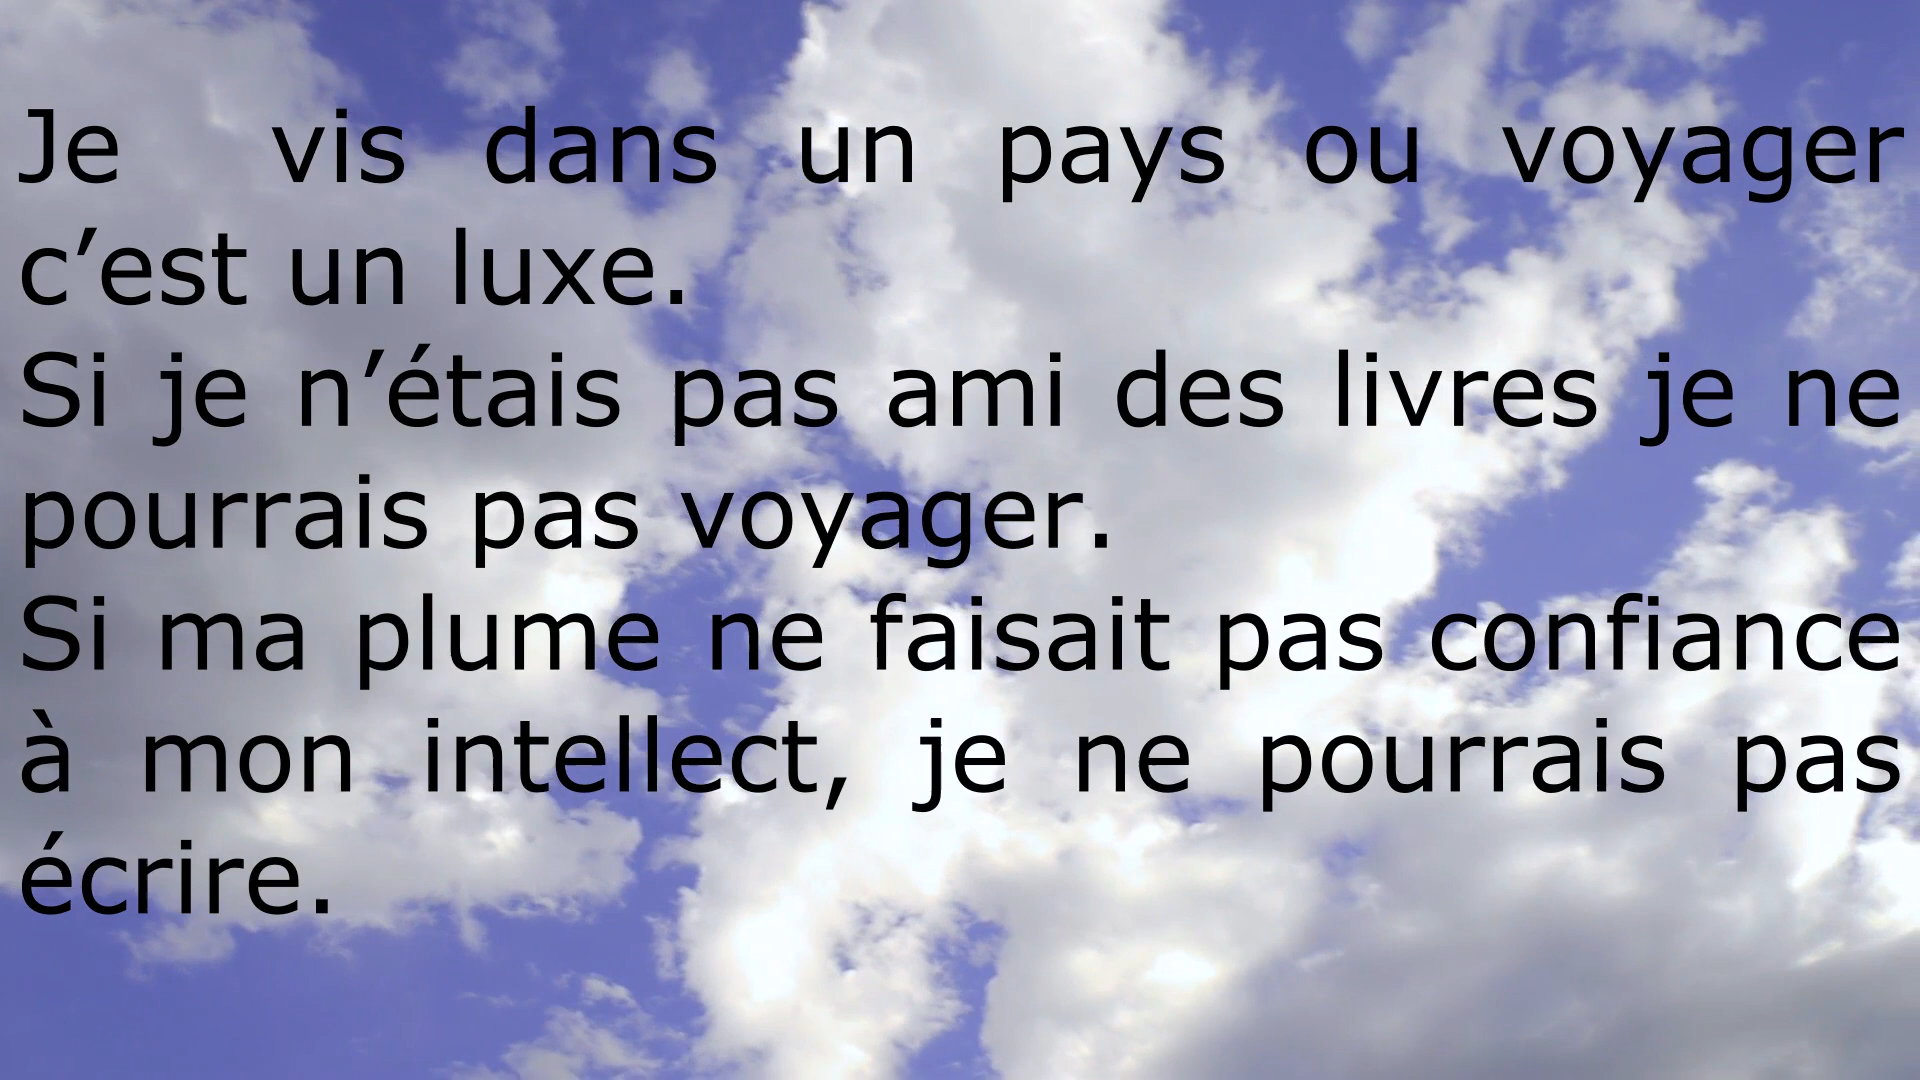 Je vis dans un pays ou voyager
c’est un luxe.
Si je n’étais pas ami des livres je ne
pourrais pas voyager.
Si ma plume ne faisait pas confiance
à mon intellect, je ne pourrais pas
écrire.